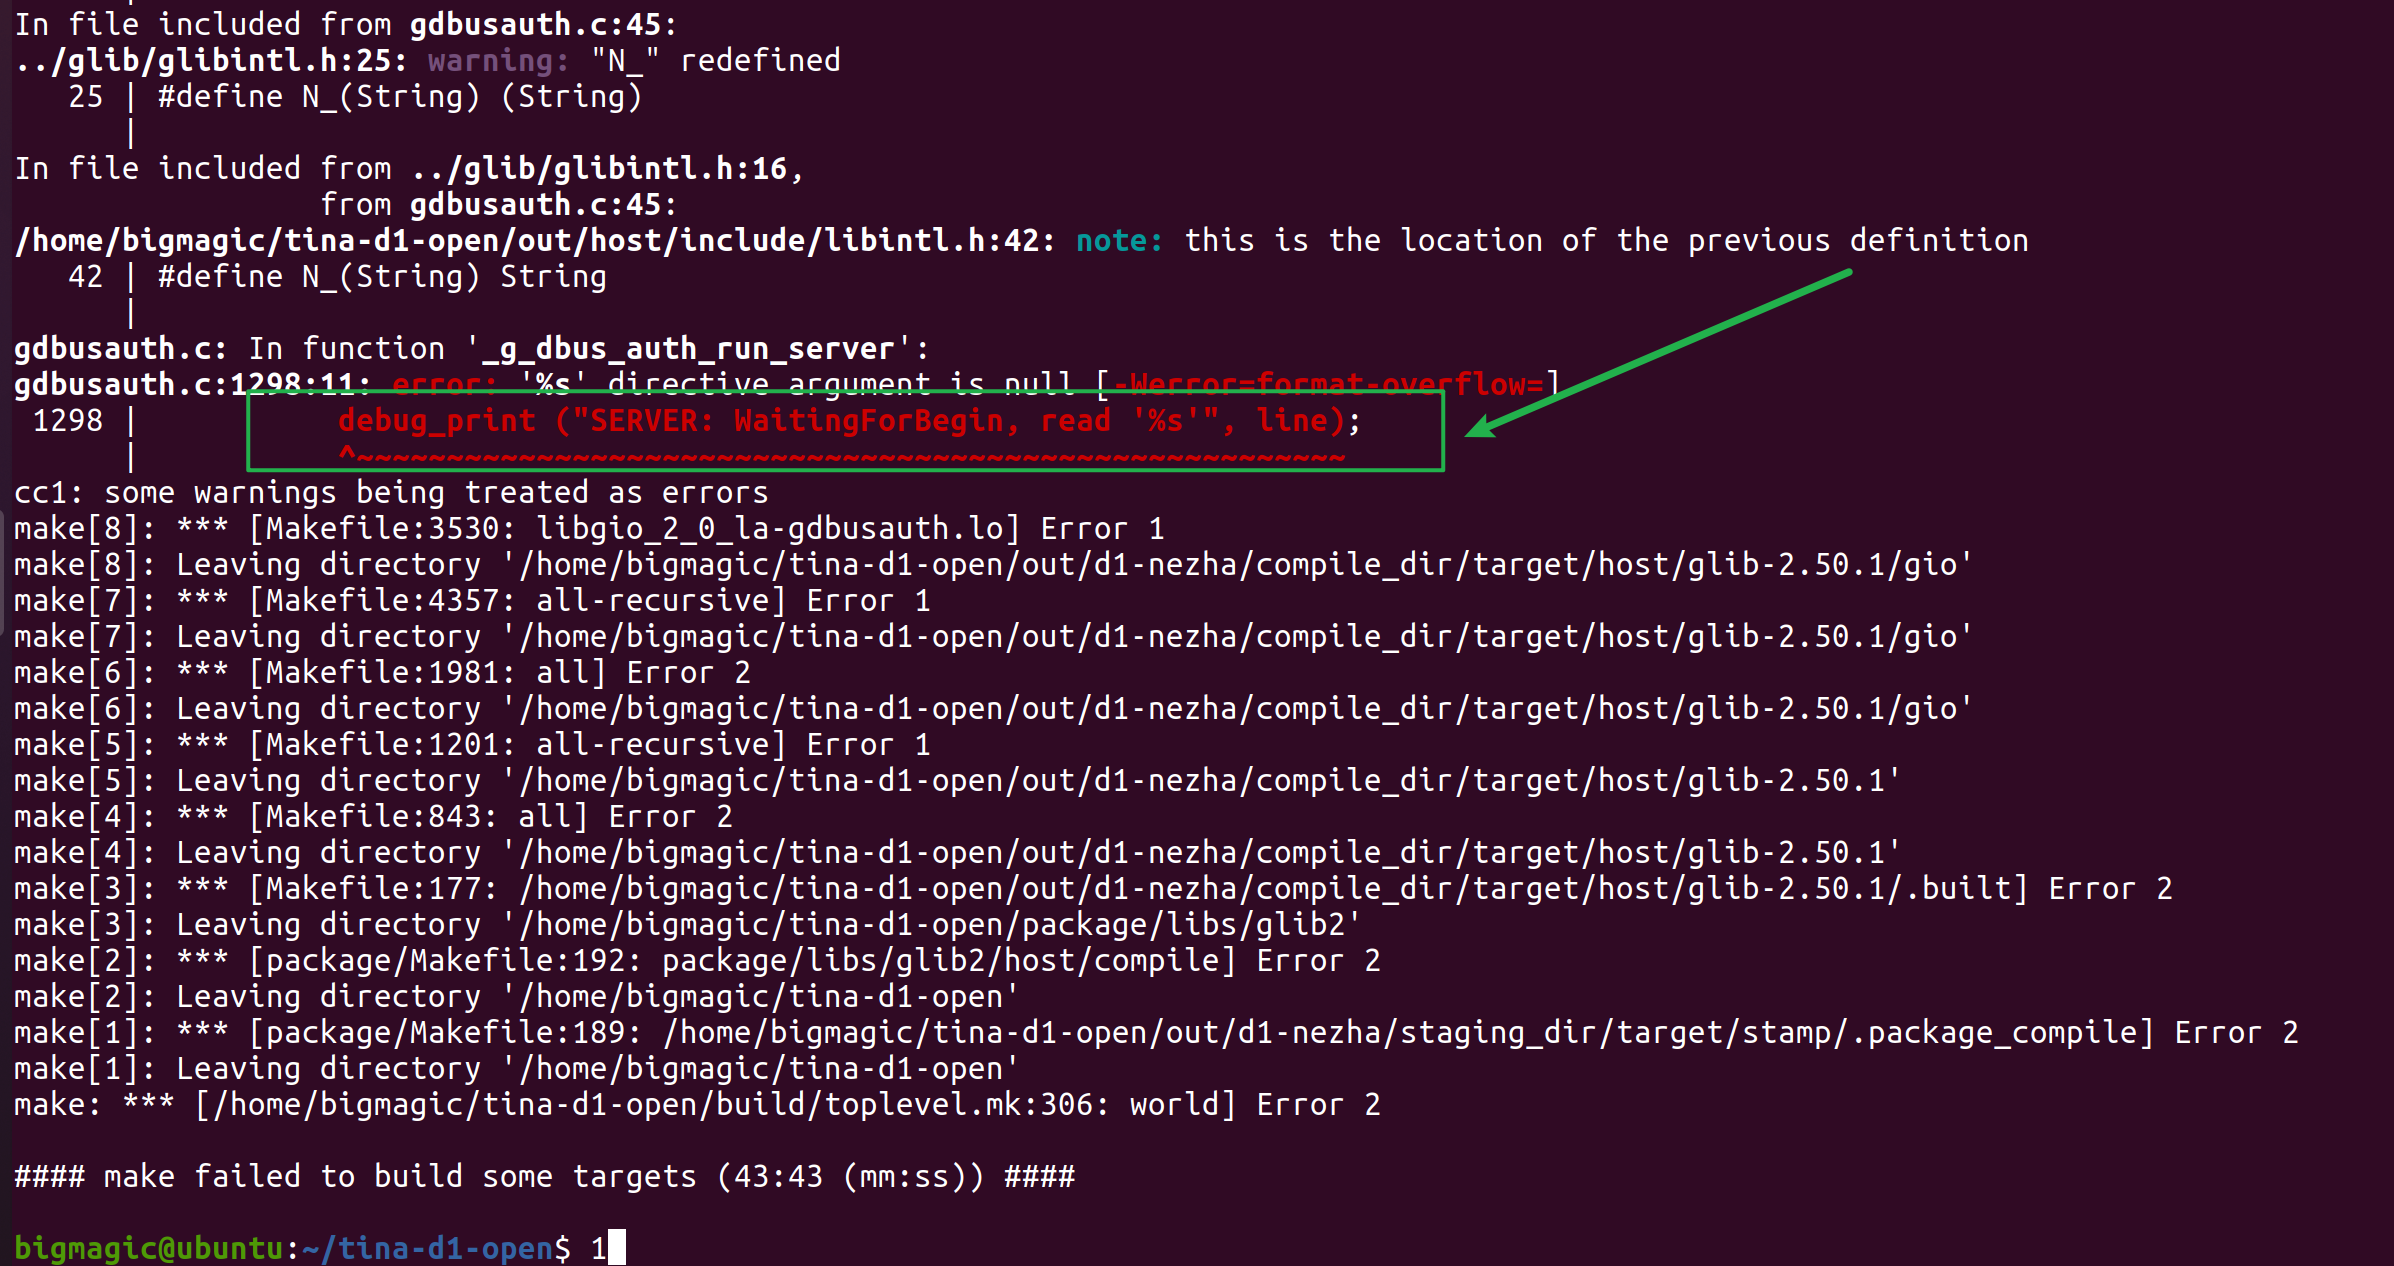 In file included from gdbusauth.c:45:
../glib/glibintl.h:25: warning: "N_" redefined
   25 | #define N_(String) (String)
      |
In file included from ../glib/glibintl.h:16,
                 from gdbusauth.c:45:
/home/bigmagic/tina-d1-open/out/host/include/libintl.h:42: note: this is the location of the previous definition
   42 | #define N_(String) String
      |
gdbusauth.c: In function '_g_dbus_auth_run_server':
gdbusauth.c:1298:11: error: '%s' directive argument is null [-Werror=format-overflow=]
 1298 |           debug_print ("SERVER: WaitingForBegin, read '%s'", line);
      |           ^~~~~~~~~~~~~~~~~~~~~~~~~~~~~~~~~~~~~~~~~~~~~~~~~~~~~~~~
cc1: some warnings being treated as errors
make[8]: *** [Makefile:3530: libgio_2_0_la-gdbusauth.lo] Error 1
make[8]: Leaving directory '/home/bigmagic/tina-d1-open/out/d1-nezha/compile_dir/target/host/glib-2.50.1/gio'
make[7]: *** [Makefile:4357: all-recursive] Error 1
make[7]: Leaving directory '/home/bigmagic/tina-d1-open/out/d1-nezha/compile_dir/target/host/glib-2.50.1/gio'
make[6]: *** [Makefile:1981: all] Error 2
make[6]: Leaving directory '/home/bigmagic/tina-d1-open/out/d1-nezha/compile_dir/target/host/glib-2.50.1/gio'
make[5]: *** [Makefile:1201: all-recursive] Error 1
make[5]: Leaving directory '/home/bigmagic/tina-d1-open/out/d1-nezha/compile_dir/target/host/glib-2.50.1'
make[4]: *** [Makefile:843: all] Error 2
make[4]: Leaving directory '/home/bigmagic/tina-d1-open/out/d1-nezha/compile_dir/target/host/glib-2.50.1'
make[3]: *** [Makefile:177: /home/bigmagic/tina-d1-open/out/d1-nezha/compile_dir/target/host/glib-2.50.1/.built] Error 2
make[3]: Leaving directory '/home/bigmagic/tina-d1-open/package/libs/glib2'
make[2]: *** [package/Makefile:192: package/libs/glib2/host/compile] Error 2
make[2]: Leaving directory '/home/bigmagic/tina-d1-open'
make[1]: *** [package/Makefile:189: /home/bigmagic/tina-d1-open/out/d1-nezha/staging_dir/target/stamp/.package_compile] Error 2
make[1]: Leaving directory '/home/bigmagic/tina-d1-open'
make: *** [/home/bigmagic/tina-d1-open/build/toplevel.mk:306: world] Error 2
#### make failed to build some targets (43:43 (mm:ss)) ####
bigmagic@ubuntu:~/tina-d1-open$ 1